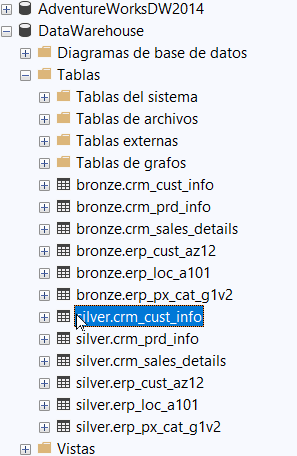 AdventureWorksDW2014
DataWarehouse
Diagramas de base de datos
Tablas
Tablas del sistema
Tablas de archivos
Tablas externas
Tablas de grafos
bronze.crm_cust_info
bronze.crm_prd_info
bronze.crm_sales_details
bronze.erp_cust_az12
bronze.erp_loc_a101
bronze.erp_px_cat_g1v2
silver.crm_cust_info
silver.crm_prd_info
silver.crm_sales_details
silver.erp_cust_az12
silver.erp_loc_a101
silver.erp_px_cat_g1v2
Vistas